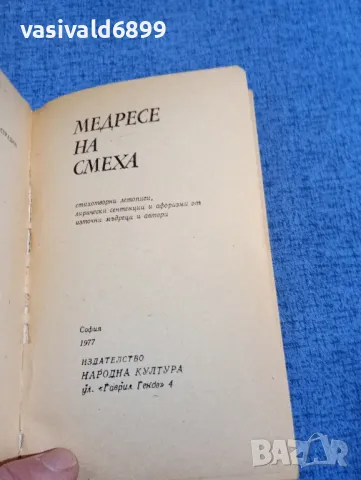 vasivald6899
МЕДРЕСЕ
НА
СМЕХА
стихотворни летописи,
лирически сентенции и афоризми от
източни мъдреци и автори
София
1977
ИЗДАТЕЛСТВО
НАРОДНА КУЛТУРА
ул. «Гаврил Генов» 4
BAZAR